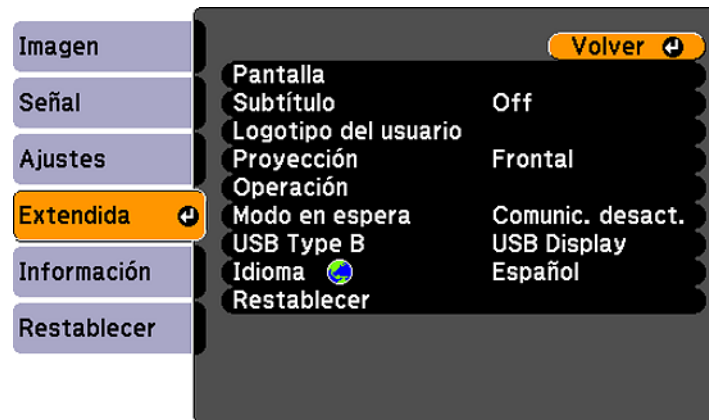 Imagen
Señal
Ajustes
Extendida
Información
Restablecer
Volver
Pantalla
Subtítulo Off
Logotipo del usuario
Proyección Frontal
Operación
Modo en espera Comunic. desact.
USB Type B USB Display
Idioma Español
Restablecer